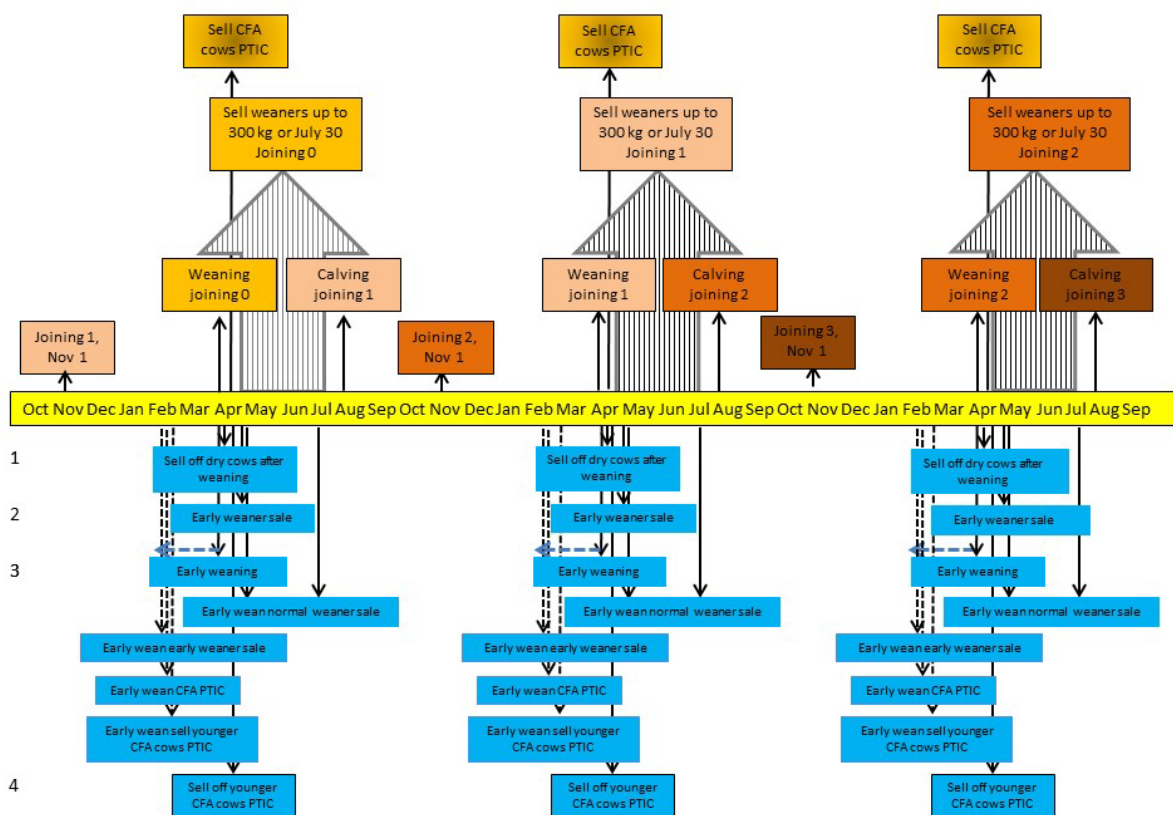 Sell CFA
cows PTIC
Sell CFA
cows PTIC
Sell CFA
cows PTIC
Sell weaners up to
300 kg or July 30
Joining 0
Sell weaners up to
300 kg or July 30
Joining 1
Sell weaners up to
300 kg or July 30
Joining 2
Weaning
joining 0
Calving
joining 1
Weaning
joining 1
Calving
joining 2
Weaning
joining 2
Calving
joining 3
Joining 1,
Nov 1
Joining 2,
Nov 1
Joining 3,
Nov 1
Oct Nov Dec Jan Feb Mar Apr May Jun Jul Aug Sep Oct Nov Dec Jan Feb Mar Apr May Jun Jul Aug Sep Oct Nov Dec Jan Feb Mar Apr May Jun Jul Aug Sep
1
Sell off dry cows after
weaning
Sell off dry cows after
weaning
Sell off dry cows after
weaning
2
Early weaner sale
Early weaner sale
Early weaner sale
3
Early weaning
Early weaning
Early weaning
Early wean normal weaner sale
Early wean normal weaner sale
Early wean normal weaner sale
Early wean early weaner sale
Early wean early weaner sale
Early wean early weaner sale
Early wean CFA PTIC
Early wean CFA PTIC
Early wean CFA PTIC
Early wean sell younger
CFA cows PTIC
Early wean sell younger
CFA cows PTIC
Early wean sell younger
CFA cows PTIC
4
Sell off younger
CFA cows PTIC
Sell off younger
CFA cows PTIC
Sell off younger
CFA cows PTIC